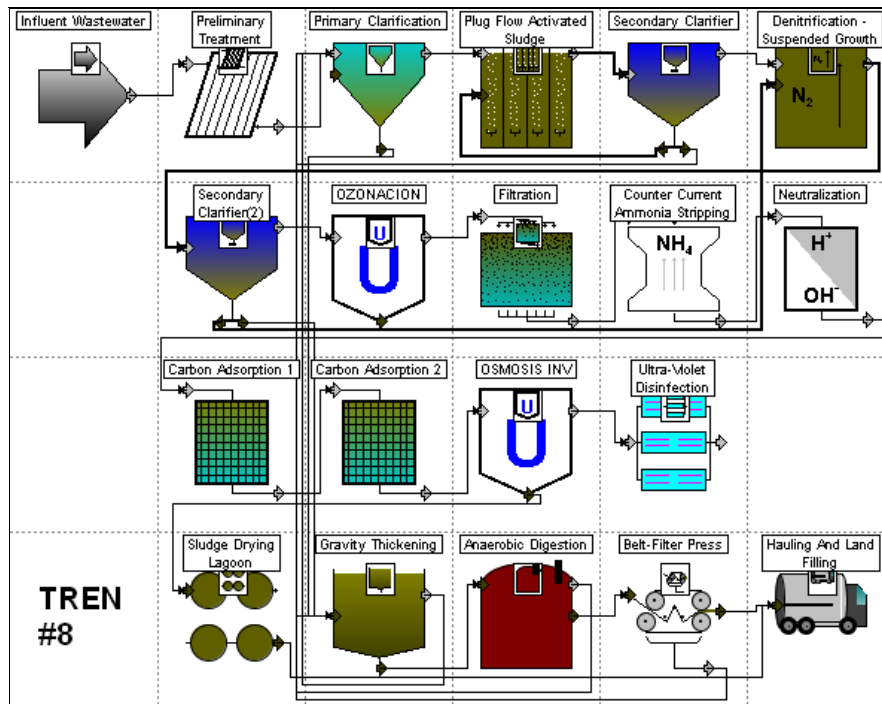 Influent Wastewater
Preliminary
Treatment
Primary Clarification
Plug Flow Activated
Sludge
Secondary Clarifier
Denitrification -
Suspended Growth
N2
Secondary
Clarifier(2)
OZONACION
U
Filtration
Counter Current
Ammonia Stripping
NH4
Neutralization
H+
OH-
Carbon Adsorption 1
Carbon Adsorption 2
OSMOSIS INV
U
Ultra-Violet
Disinfection
TREN
#8
Sludge Drying
Lagoon
Gravity Thickening
Anaerobic Digestion
Belt-Filter Press
Hauling And Land
Filling